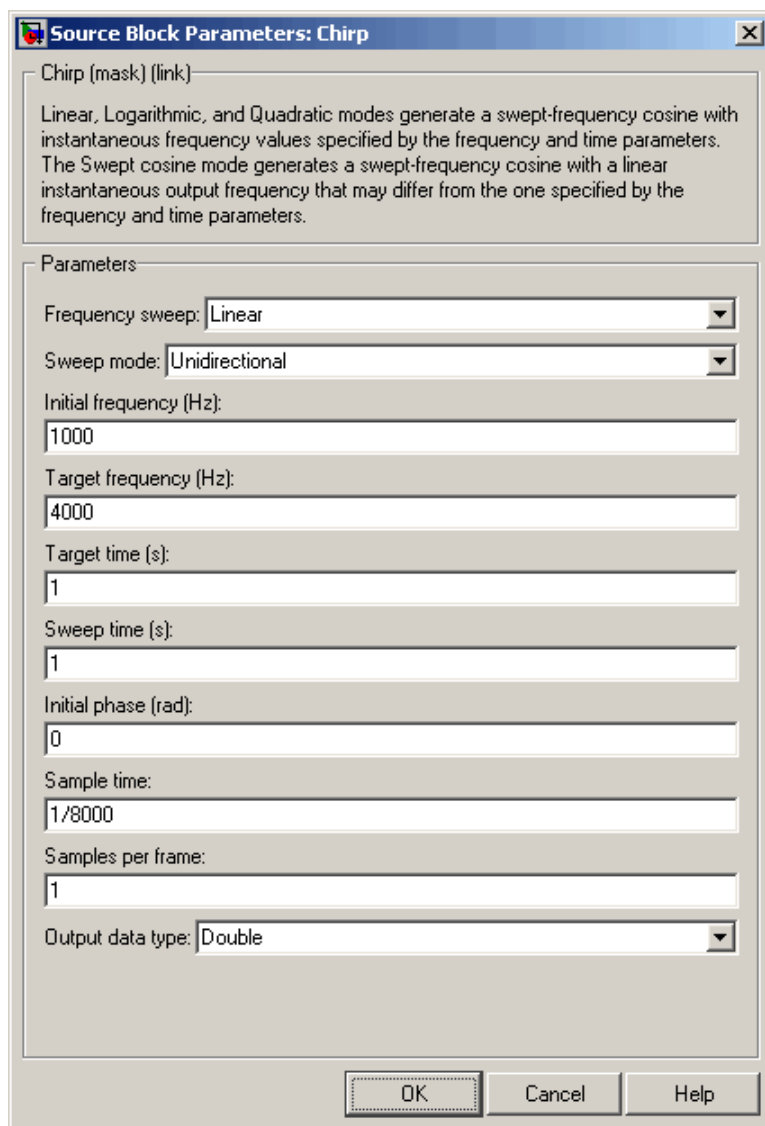 Source Block Parameters: Chirp
Chirp (mask) (link)
Linear, Logarithmic, and Quadratic modes generate a swept-frequency cosine with
instantaneous frequency values specified by the frequency and time parameters.
The Swept cosine mode generates a swept-frequency cosine with a linear
instantaneous output frequency that may differ from the one specified by the
frequency and time parameters.
Parameters
Frequency sweep: Linear
Sweep mode: Unidirectional
Initial frequency (Hz):
1000
Target frequency (Hz):
4000
Target time (s):
1
Sweep time (s):
1
Initial phase (rad):
0
Sample time:
1/8000
Samples per frame:
1
Output data type: Double
OK Cancel Help